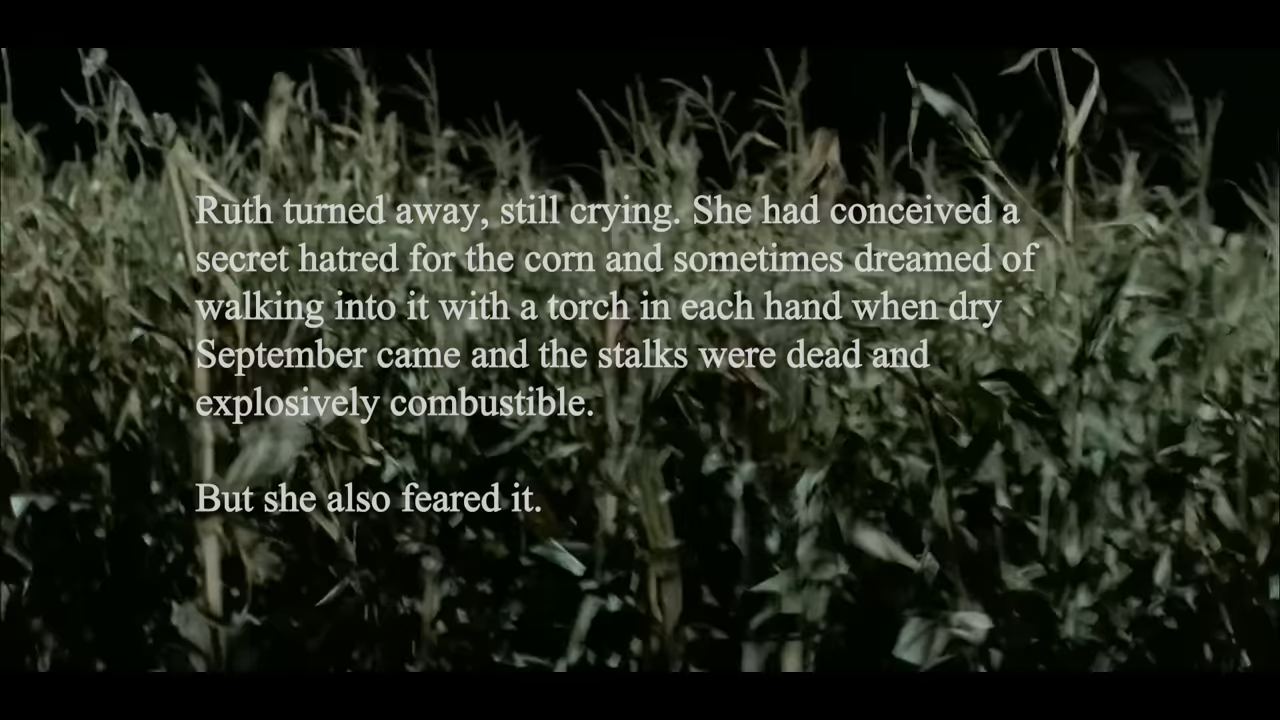 Ruth turned away, still crying. She had conceived a
secret hatred for the corn and sometimes dreamed of
walking into it with a torch in each hand when dry
September came and the stalks were dead and
explosively combustible.
But she also feared it.